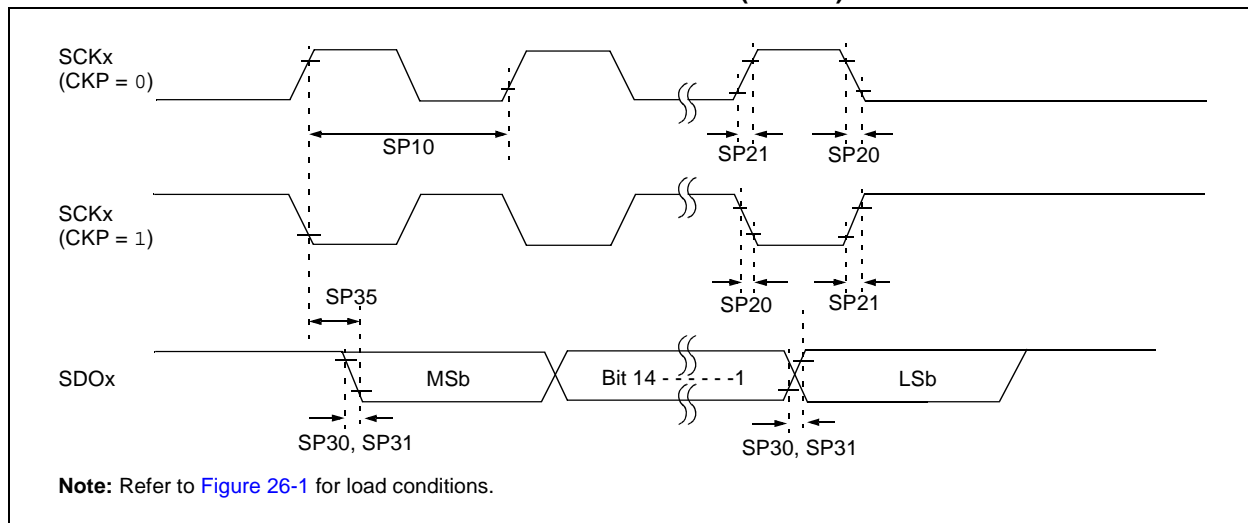 SCKx
(CKP = 0)
SP10
SP21
SP20
SCKx
(CKP = 1)
SP35
SP20
SP21
SDOx
MSb
Bit 14 - - - - - -1
LSb
SP30, SP31
SP30, SP31
Note: Refer to Figure 26-1 for load conditions.